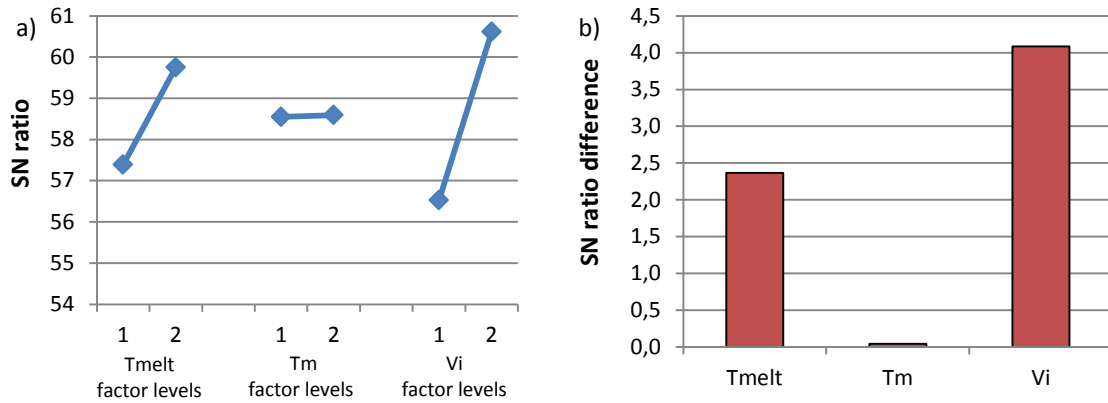 a)
SN ratio
61
60
59
58
57
56
55
54
1 2 1 2 1 2
Tmelt Tm Vi
factor levels factor levels factor levels
b)
SN ratio difference
4,5
4,0
3,5
3,0
2,5
2,0
1,5
1,0
0,5
0,0
Tmelt Tm Vi